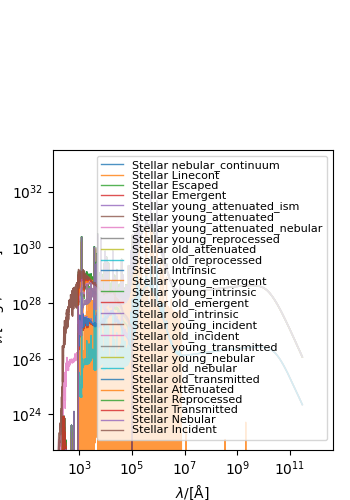 Stellar nebular_continuum
Stellar Linecont
Stellar Escaped
Stellar Emergent
Stellar young_attenuated_ism
Stellar young_attenuated
Stellar young_attenuated_nebular
Stellar young_reprocessed
Stellar old_attenuated
Stellar old_reprocessed
Stellar Intrinsic
Stellar young_emergent
Stellar young_intrinsic
Stellar old_emergent
Stellar old_intrinsic
Stellar young_incident
Stellar old_incident
Stellar young_transmitted
Stellar young_nebular
Stellar old_nebular
Stellar old_transmitted
Stellar Attenuated
Stellar Reprocessed
Stellar Transmitted
Stellar Nebular
Stellar Incident
10³²
10³⁰
10²⁸
10²⁶
10²⁴
10³ 10⁵ 10⁷ 10⁹ 10¹¹
λ/[Å]